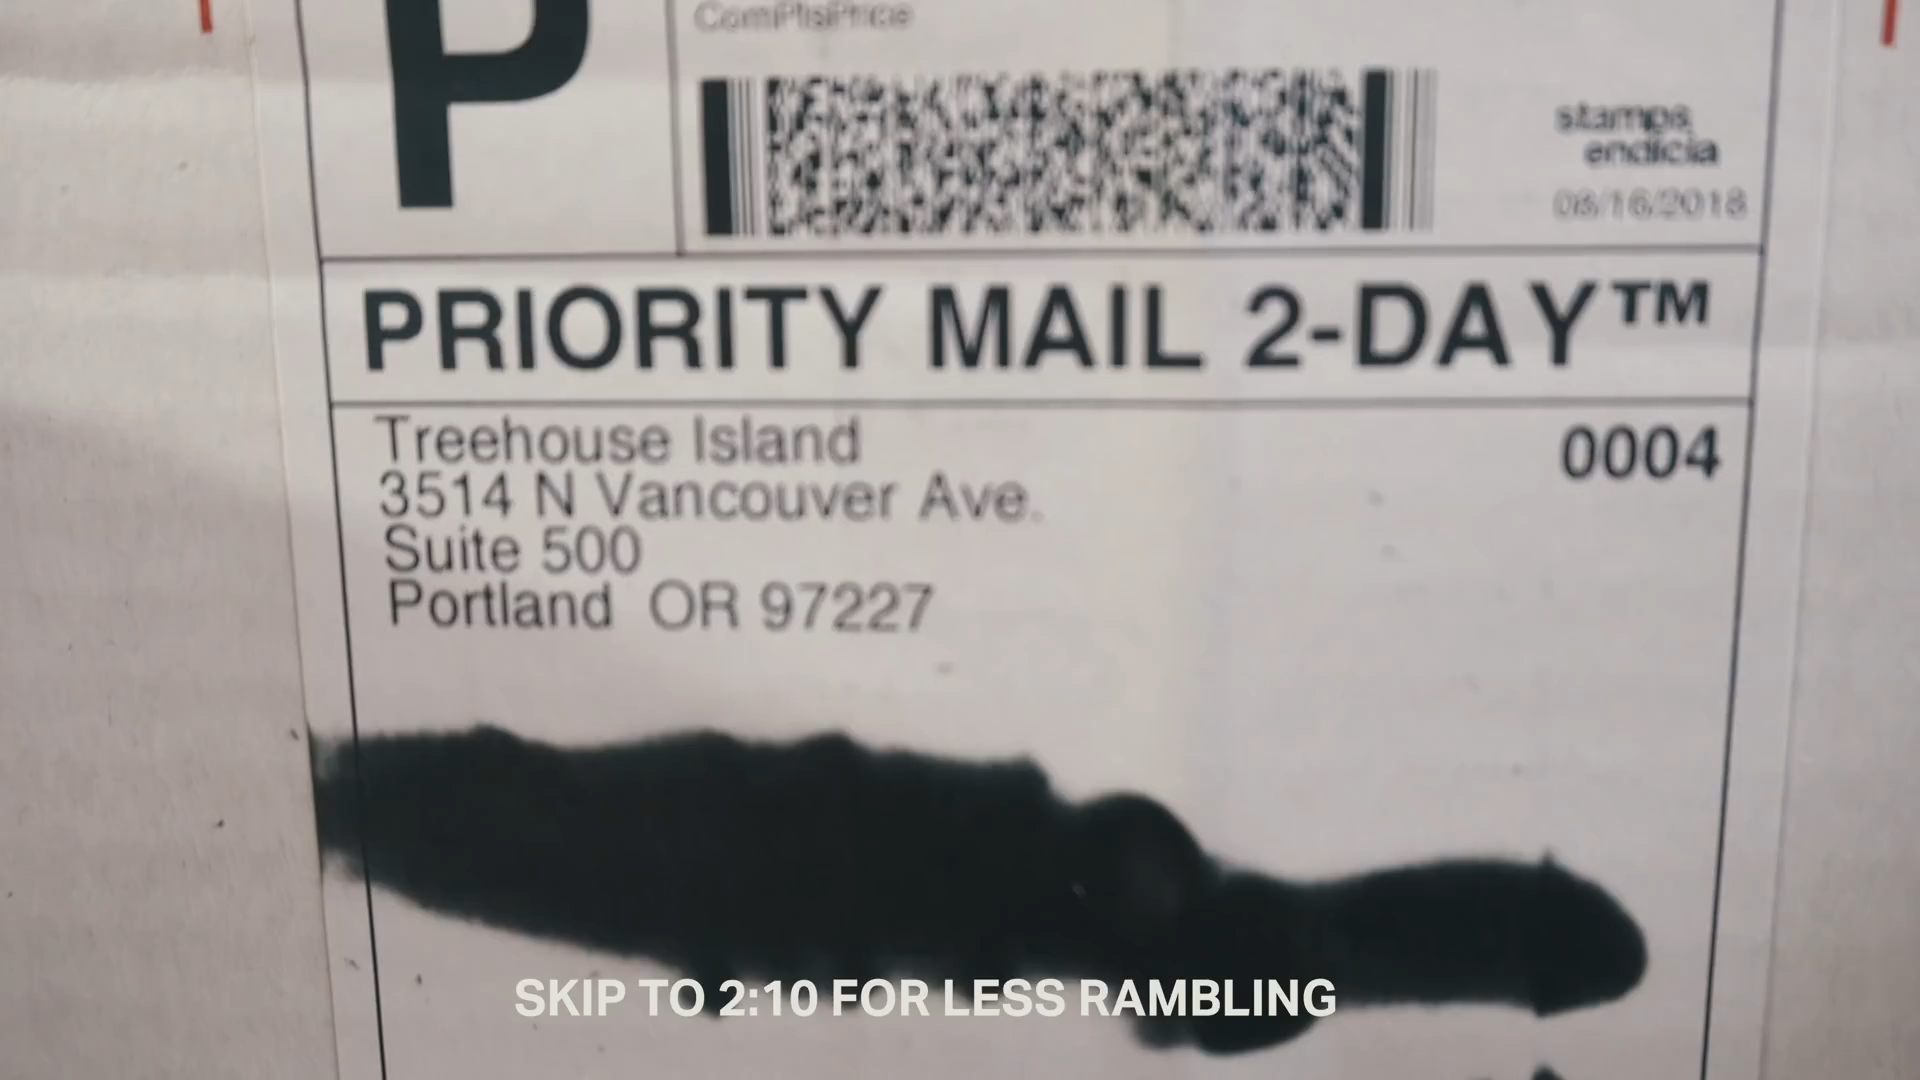 P
ComPlsPrice
stamps
endicia
08/16/2018
PRIORITY MAIL 2-DAY™
Treehouse Island
0004
3514 N Vancouver Ave.
Suite 500
Portland OR 97227
SKIP TO 2:10 FOR LESS RAMBLING